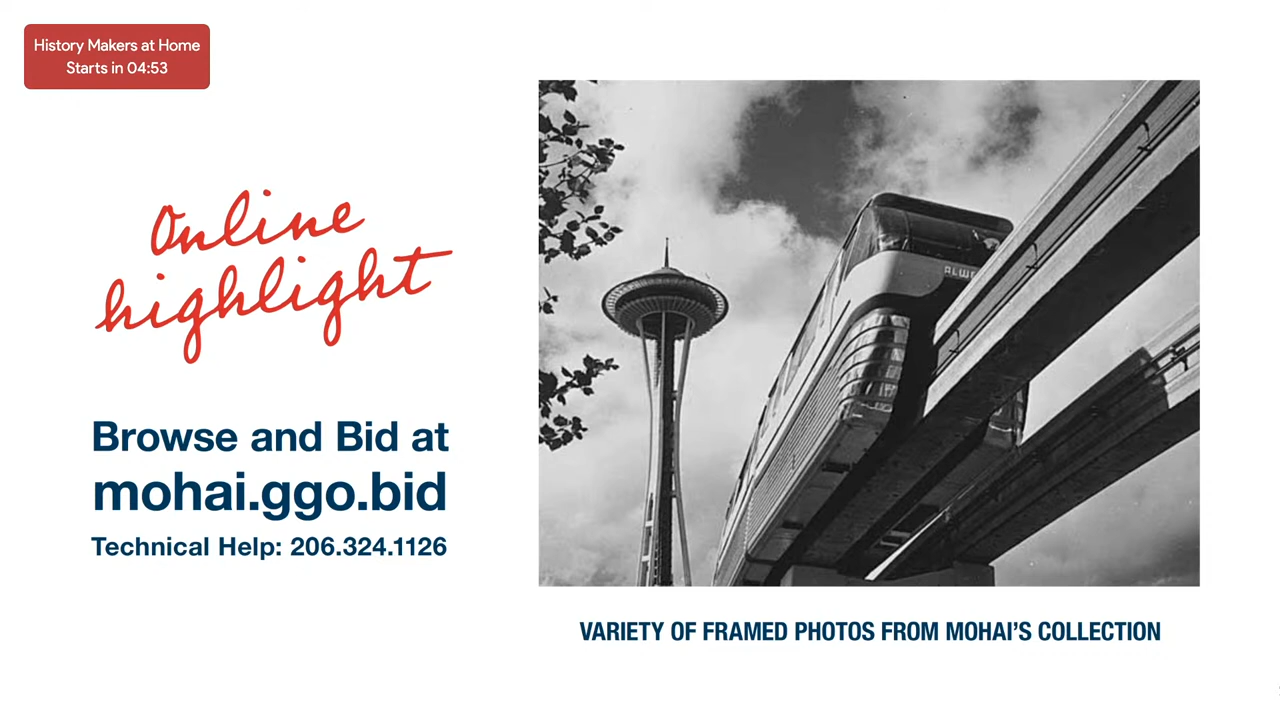 History Makers at Home
Starts in 04:53
Online
highlight
Browse and Bid at
mohai.ggo.bid
Technical Help: 206.324.1126
ALWE
VARIETY OF FRAMED PHOTOS FROM MOHAI'S COLLECTION